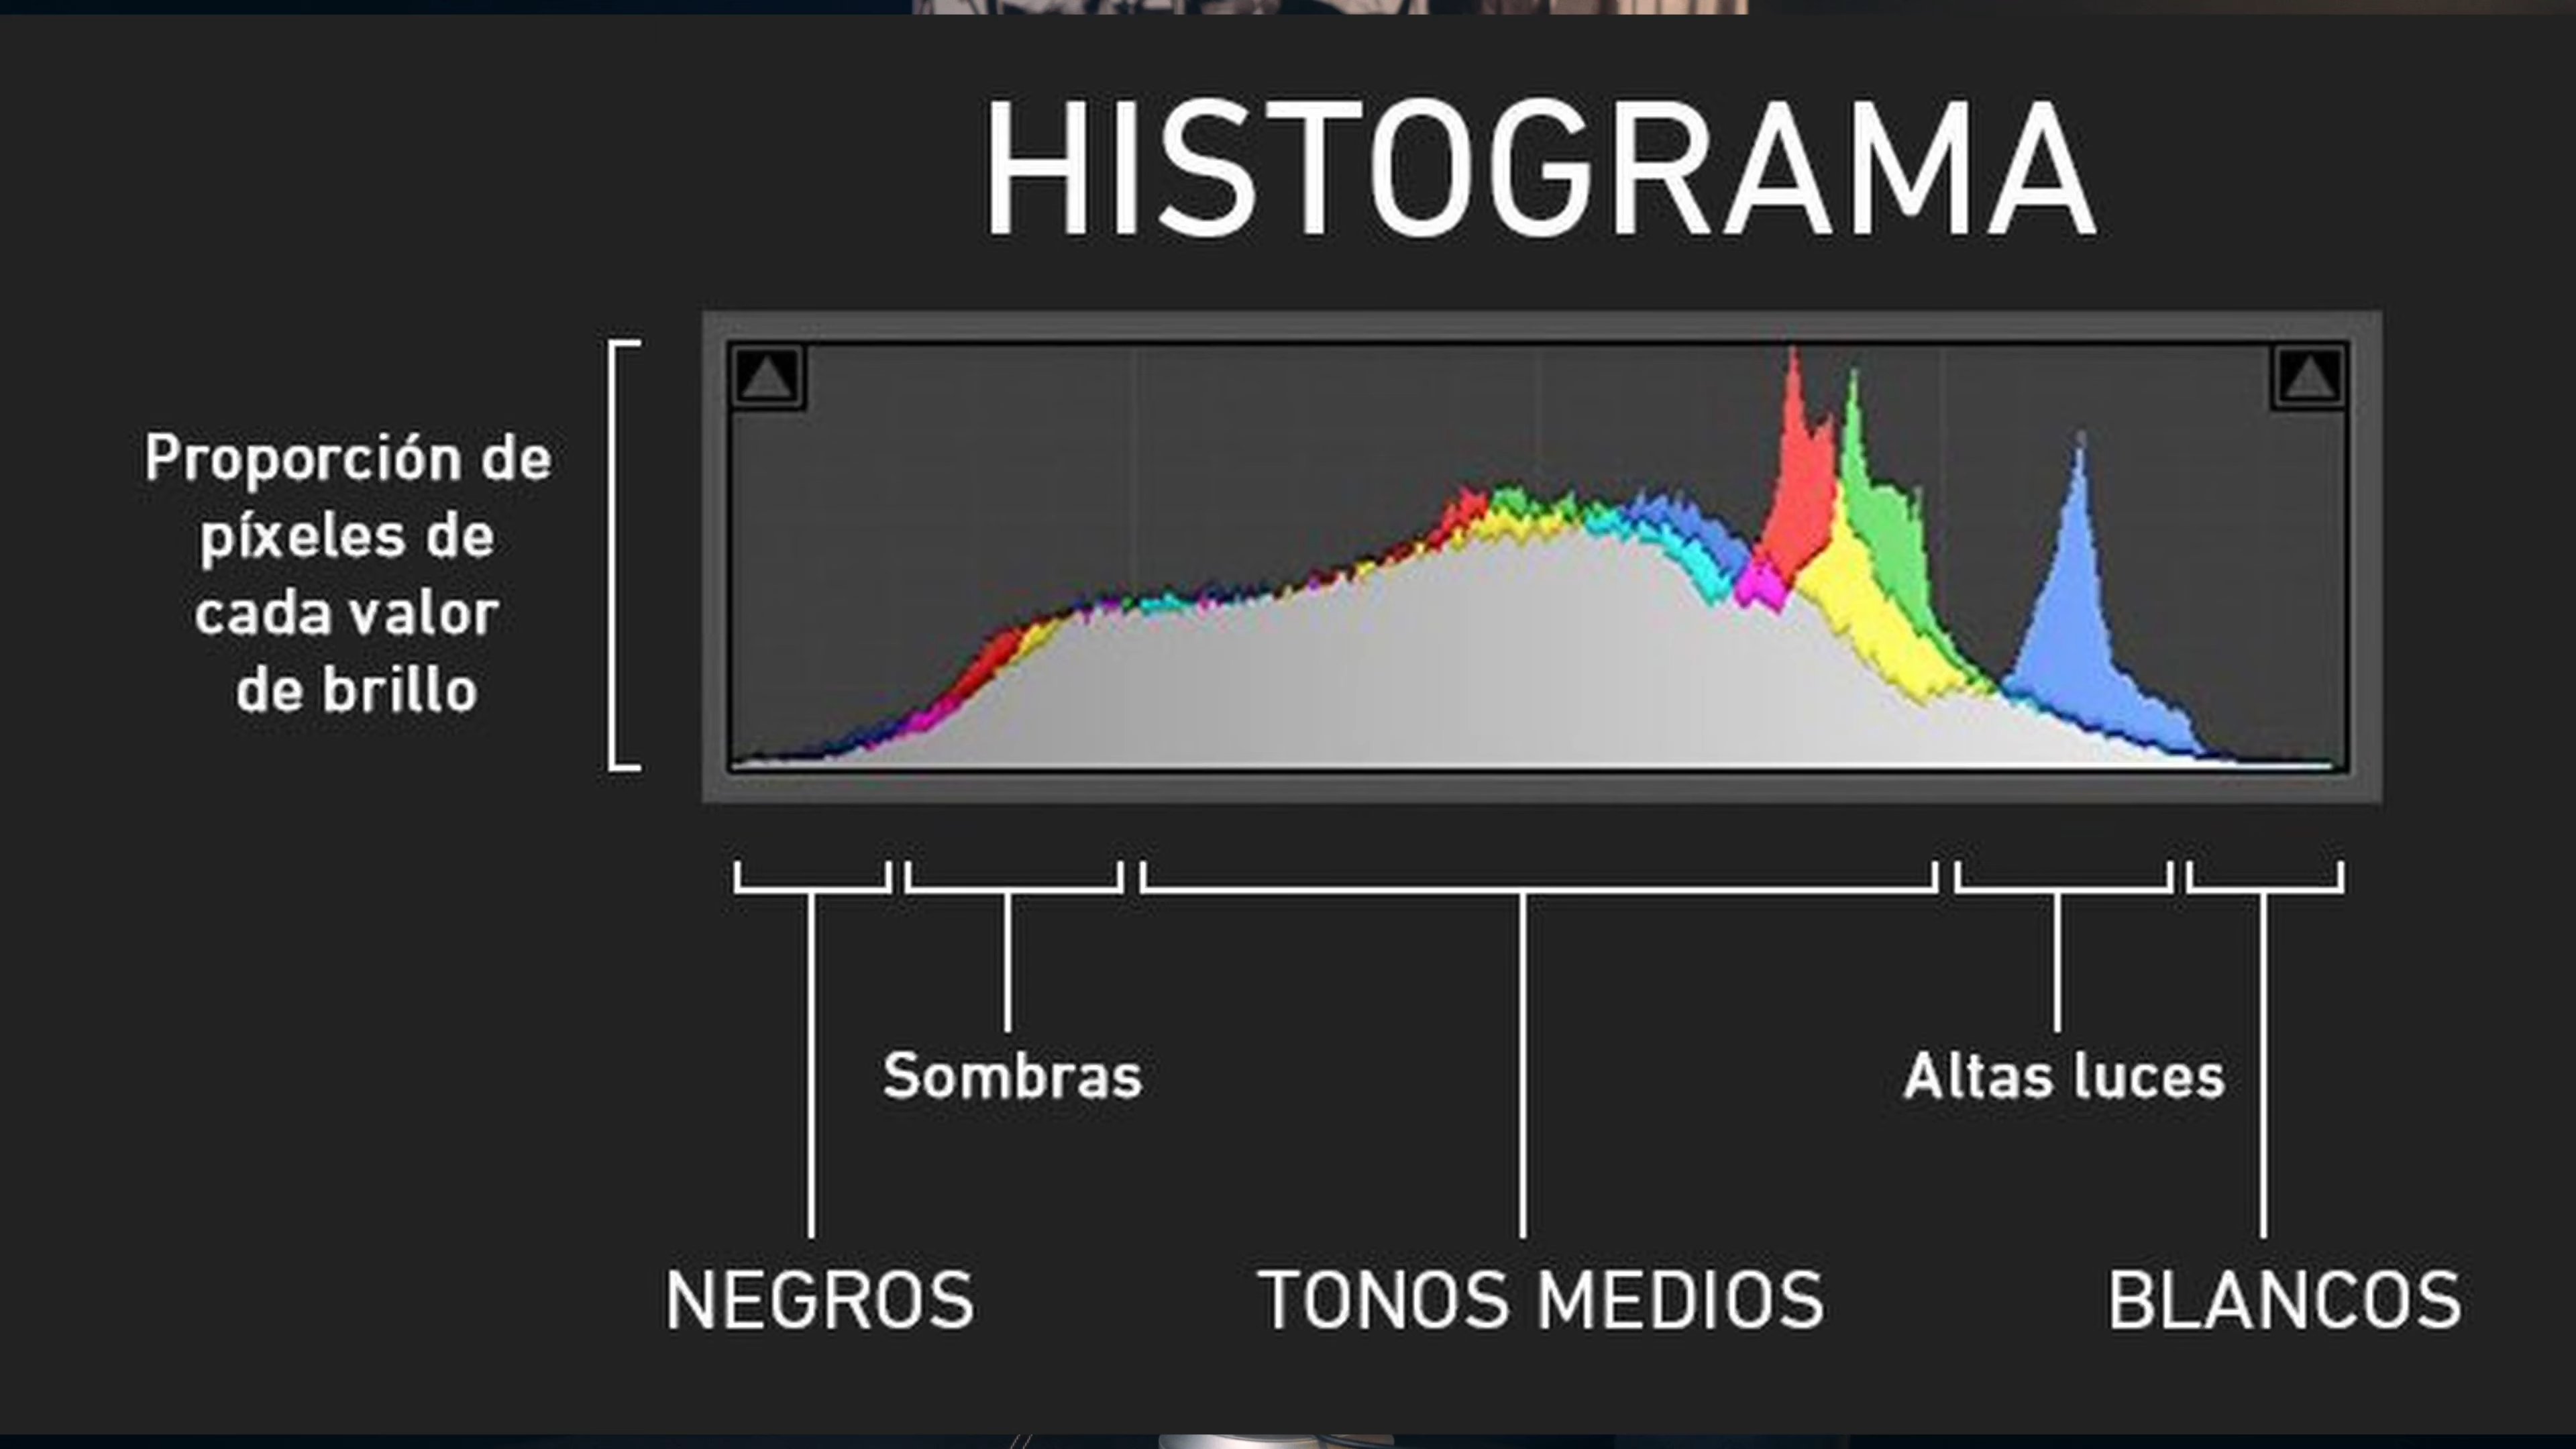 HISTOGRAMA
Proporción de
píxeles de
cada valor
de brillo
Sombras
Altas luces
NEGROS
TONOS MEDIOS
BLANCOS